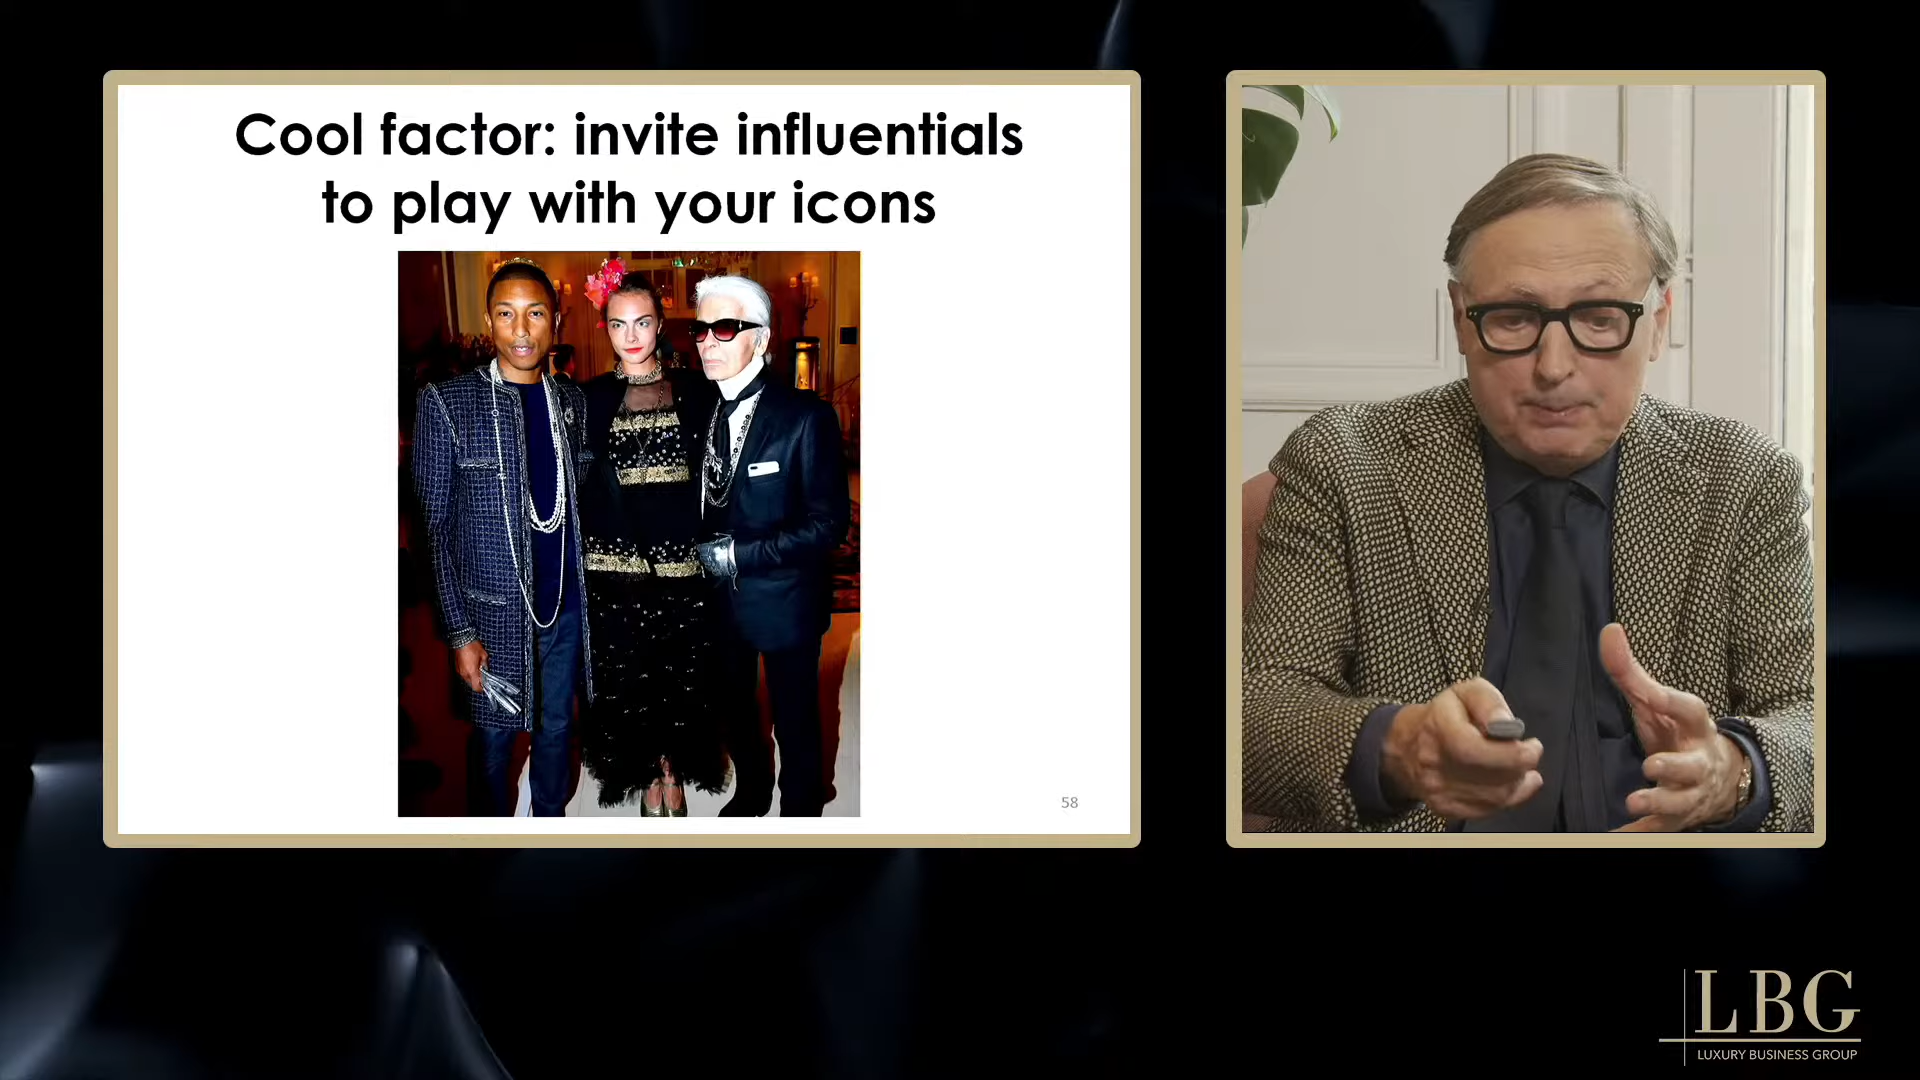 Cool factor: invite influentials
to play with your icons
58
LBG
LUXURY BUSINESS GROUP